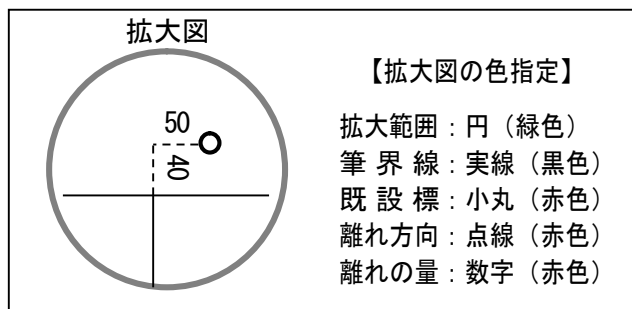 拡大図
50
40
【拡大図の色指定】
拡大範囲：円（緑色）
筆 界 線：実線（黒色）
既 設 標：小丸（赤色）
離れ方向：点線（赤色）
離れの量：数字（赤色）